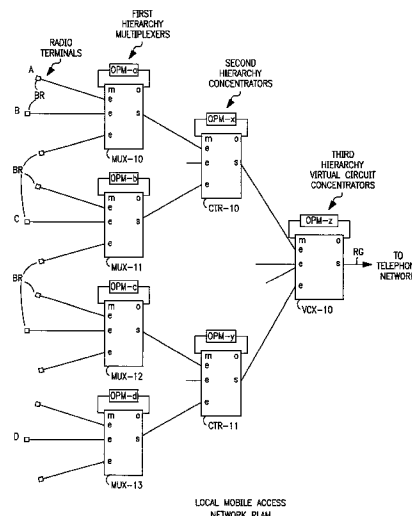 FIRST
HIERARCHY
MULTIPLEXERS
RADIO
TERMINALS
SECOND
HIERARCHY
CONCENTRATORS
THIRD
HIERARCHY
VIRTUAL CIRCUIT
CONCENTRATORS
A
BR
B
OPM-a
m o
e
e s
e
MUX-10
OPM-x
m o
e
e s
e
CTR-10
BR
C
OPM-b
m o
e
e s
e
MUX-11
OPM-z
m o
e
e s
e
VCX-10
RG
TO
TELEPHONE
NETWORK
BR
OPM-c
m o
e
e s
e
MUX-12
OPM-y
m o
e
e s
e
CTR-11
D
OPM-d
m o
e
e s
e
MUX-13
LOCAL MOBILE ACCESS
NETWORK PLAN